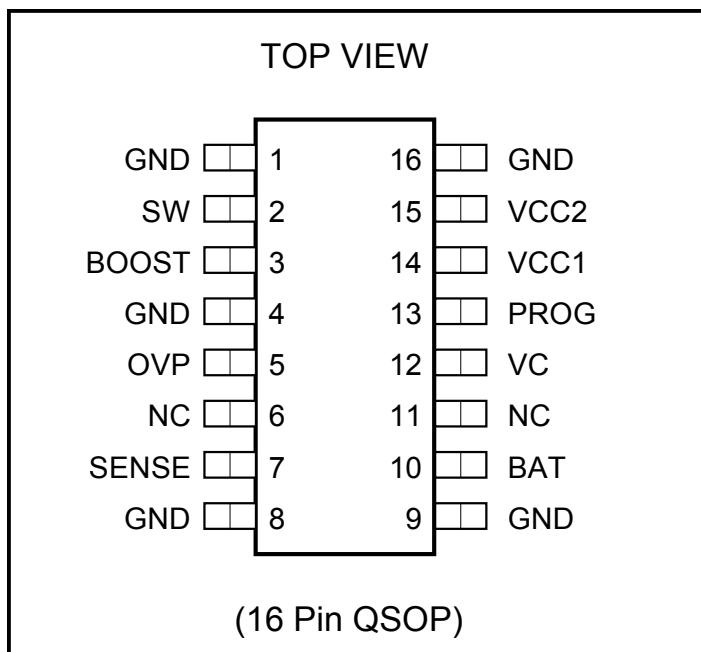 TOP VIEW
GND 1 16 GND
SW 2 15 VCC2
BOOST 3 14 VCC1
GND 4 13 PROG
OVP 5 12 VC
NC 6 11 NC
SENSE 7 10 BAT
GND 8 9 GND
(16 Pin QSOP)